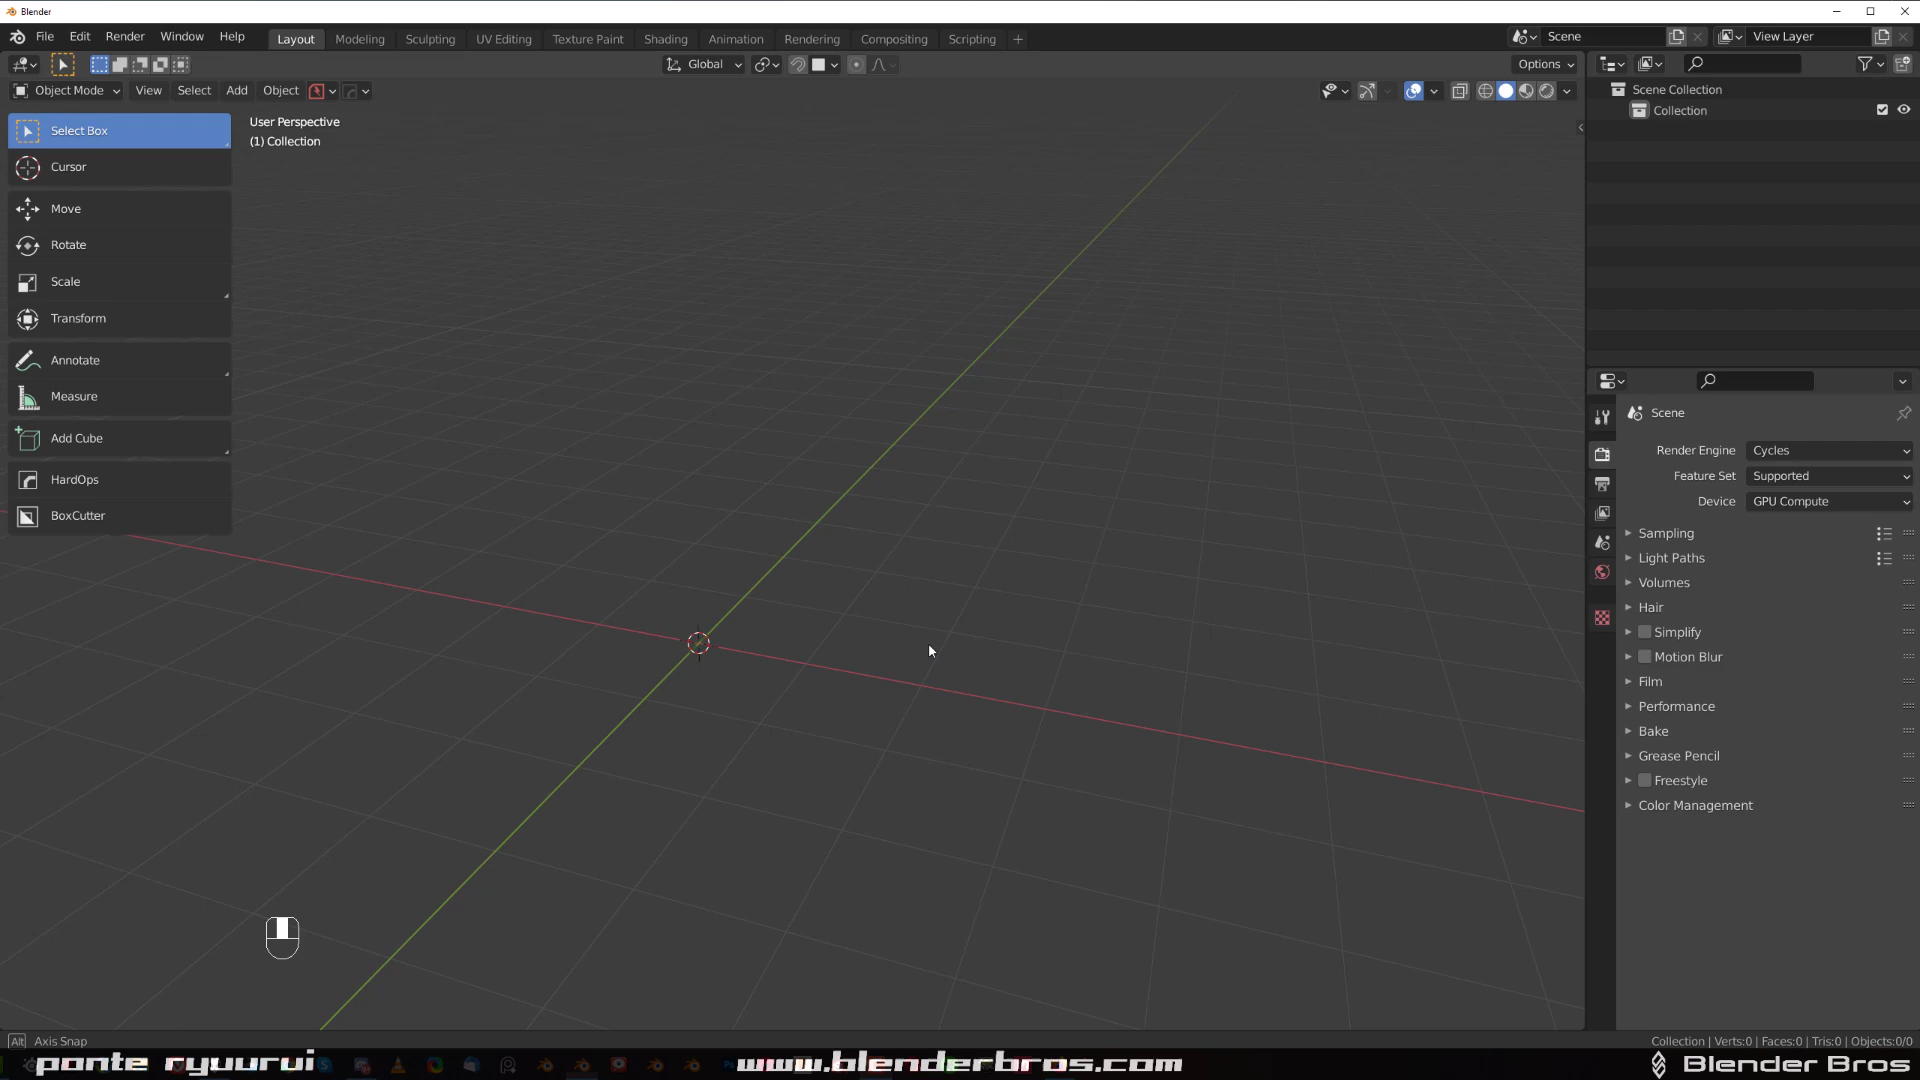 Blender
File Edit Render Window Help Layout Modeling Sculpting UV Editing Texture Paint Shading Animation Rendering Compositing Scripting + Scene View Layer
Global Options
Object Mode View Select Add Object
Select Box
Cursor
Move
Rotate
Scale
Transform
Annotate
Measure
Add Cube
HardOps
BoxCutter
User Perspective
(1) Collection
Scene Collection
Collection
Scene
Render Engine Cycles
Feature Set Supported
Device GPU Compute
Sampling
Light Paths
Volumes
Hair
Simplify
Motion Blur
Film
Performance
Bake
Grease Pencil
Freestyle
Color Management
Alt Axis Snap
Collection | Verts:0 | Faces:0 | Tris:0 | Objects:0/0
ponte ryuurui www.blenderbros.com Blender Bros